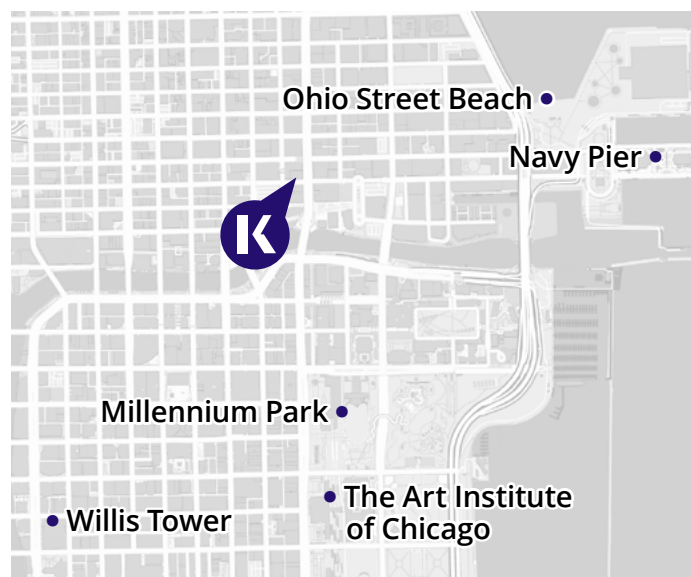 Ohio Street Beach
Navy Pier
K
Millennium Park
The Art Institute
of Chicago
Willis Tower